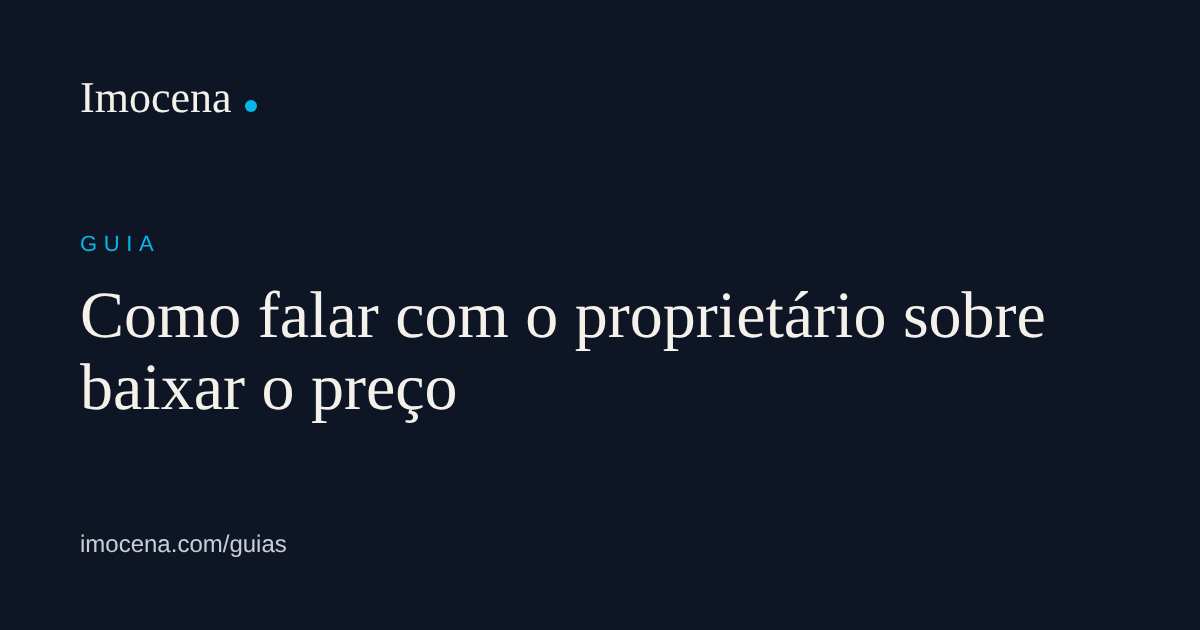 Imocena
GUIA
Como falar com o proprietário sobre
baixar o preço
imocena.com/guias